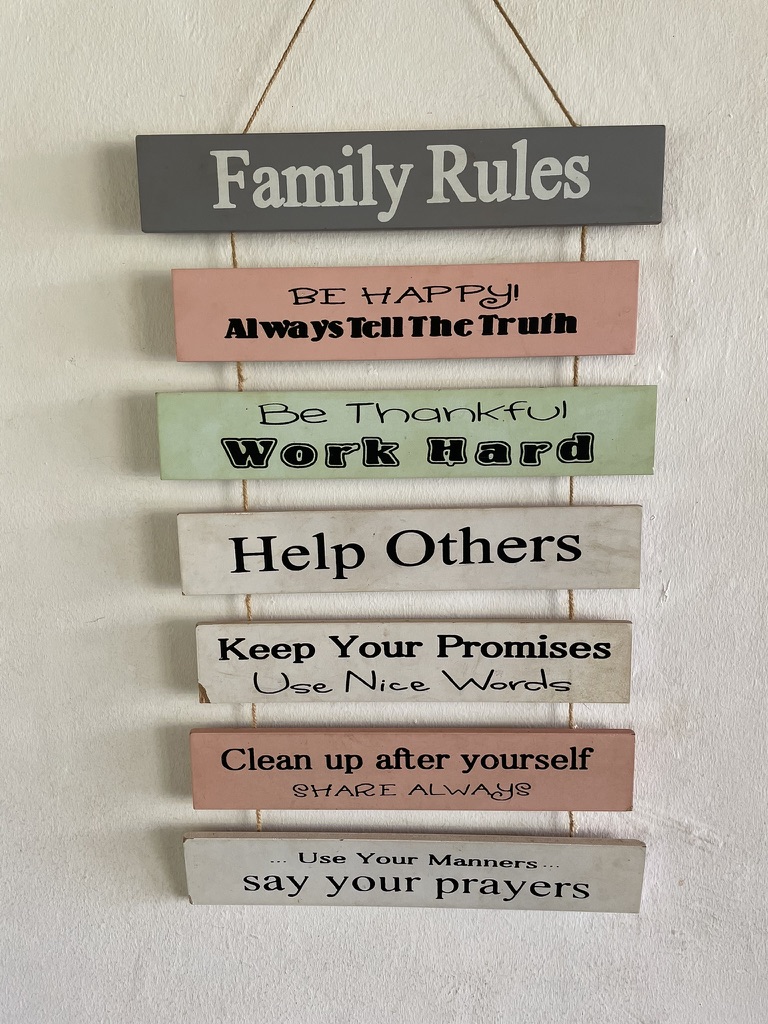 Family Rules
BE HAPPY!
Always Tell The Truth
Be Thankful
Work Hard
Help Others
Keep Your Promises
Use Nice Words
Clean up after yourself
SHARE ALWAYS
... Use Your Manners ...
say your prayers